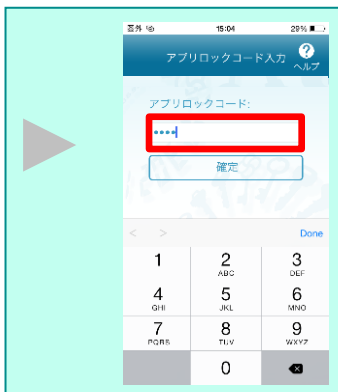 圏外 15:04 29%
アプリロックコード入力 ?
ヘルプ
アプリロックコード:
••••
確定
< > Done
1 2 3
ABC DEF
4 5 6
GHI JKL MNO
7 8 9
PQRS TUV WXYZ
0